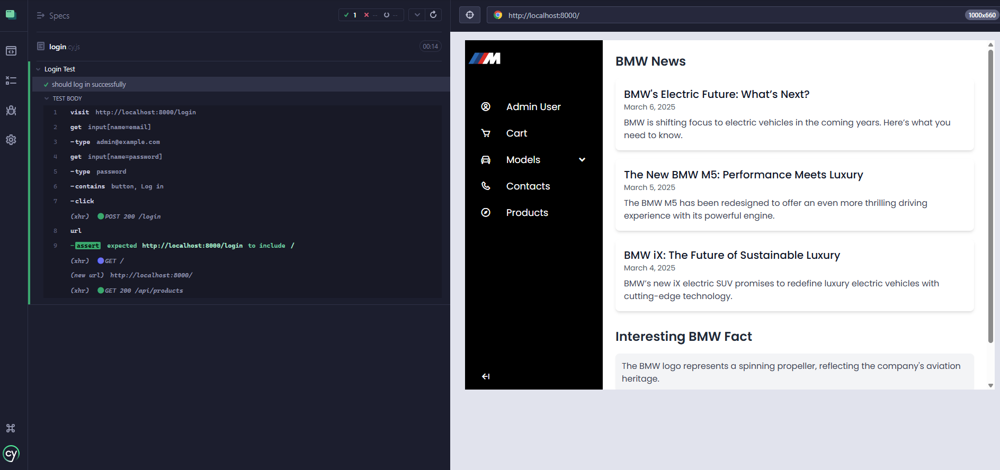 Specs
1 -- --
login.cy.js
00:14
Login Test
should log in successfully
TEST BODY
1 visit http://localhost:8000/login
2 get input[name=email]
3 -type admin@example.com
4 get input[name=password]
5 -type password
6 -contains button, Log in
7 -click
(xhr) POST 200 /login
8 url
9 -assert expected http://localhost:8000/login to include /
(xhr) GET /
(new url) http://localhost:8000/
(xhr) GET 200 /api/products
cy
http://localhost:8000/
1000x660
M
Admin User
Cart
Models
Contacts
Products
BMW News
BMW's Electric Future: What’s Next?
March 6, 2025
BMW is shifting focus to electric vehicles in the coming years. Here’s what you
need to know.
The New BMW M5: Performance Meets Luxury
March 5, 2025
The BMW M5 has been redesigned to offer an even more thrilling driving
experience with its powerful engine.
BMW iX: The Future of Sustainable Luxury
March 4, 2025
BMW’s new iX electric SUV promises to redefine luxury electric vehicles with
cutting-edge technology.
Interesting BMW Fact
The BMW logo represents a spinning propeller, reflecting the company's aviation
heritage.